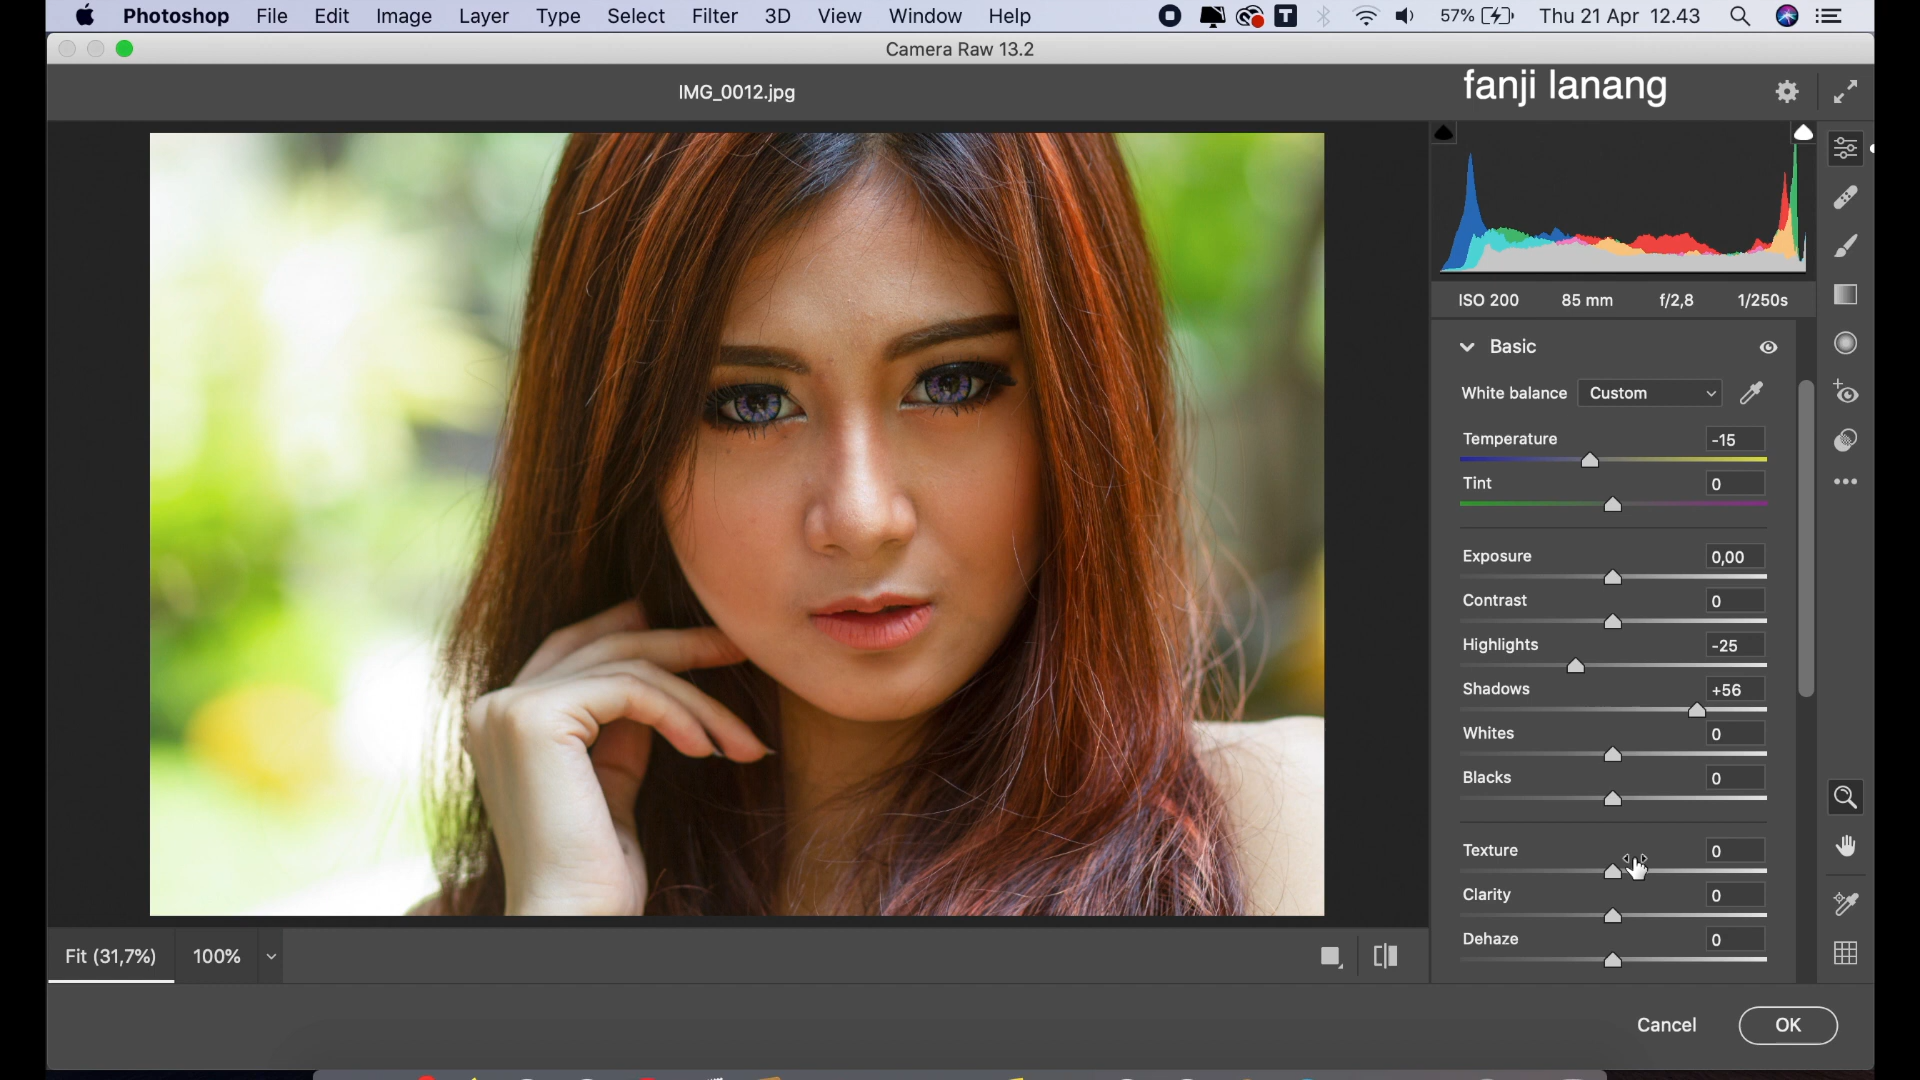 Photoshop File Edit Image Layer Type Select Filter 3D View Window Help T 57% Thu 21 Apr 12.43
Camera Raw 13.2
IMG_0012.jpg
fanji lanang
ISO 200 85 mm f/2,8 1/250s
Basic
White balance Custom
Temperature -15
Tint 0
Exposure 0,00
Contrast 0
Highlights -25
Shadows +56
Whites 0
Blacks 0
Texture 0
Clarity 0
Dehaze 0
Fit (31,7%) 100%
Cancel OK